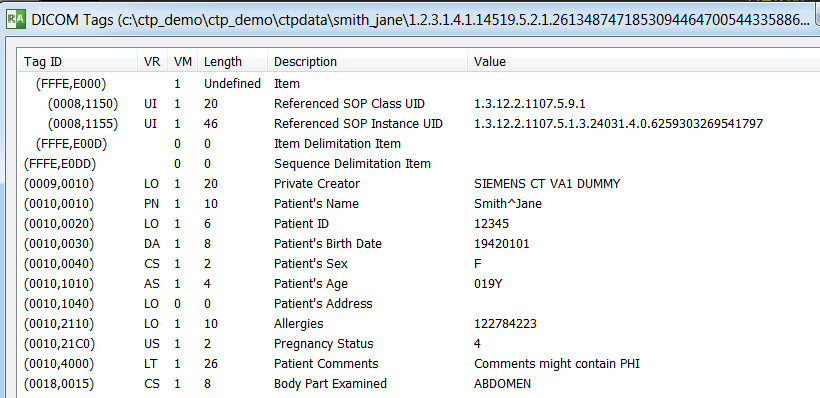 RA DICOM Tags (c:\ctp_demo\ctp_demo\ctpdata\smith_jane\1.2.3.1.4.1.14519.5.2.1.2613487471853094464700544335886...
Tag ID VR VM Length Description Value
(FFFE,E000) 1 Undefined Item
(0008,1150) UI 1 20 Referenced SOP Class UID 1.3.12.2.1107.5.9.1
(0008,1155) UI 1 46 Referenced SOP Instance UID 1.3.12.2.1107.5.1.3.24031.4.0.6259303269541797
(FFFE,E00D) 0 0 Item Delimitation Item
(FFFE,E0DD) 0 0 Sequence Delimitation Item
(0009,0010) LO 1 20 Private Creator SIEMENS CT VA1 DUMMY
(0010,0010) PN 1 10 Patient's Name Smith^Jane
(0010,0020) LO 1 6 Patient ID 12345
(0010,0030) DA 1 8 Patient's Birth Date 19420101
(0010,0040) CS 1 2 Patient's Sex F
(0010,1010) AS 1 4 Patient's Age 019Y
(0010,1040) LO 0 0 Patient's Address
(0010,2110) LO 1 10 Allergies 122784223
(0010,21C0) US 1 2 Pregnancy Status 4
(0010,4000) LT 1 26 Patient Comments Comments might contain PHI
(0018,0015) CS 1 8 Body Part Examined ABDOMEN